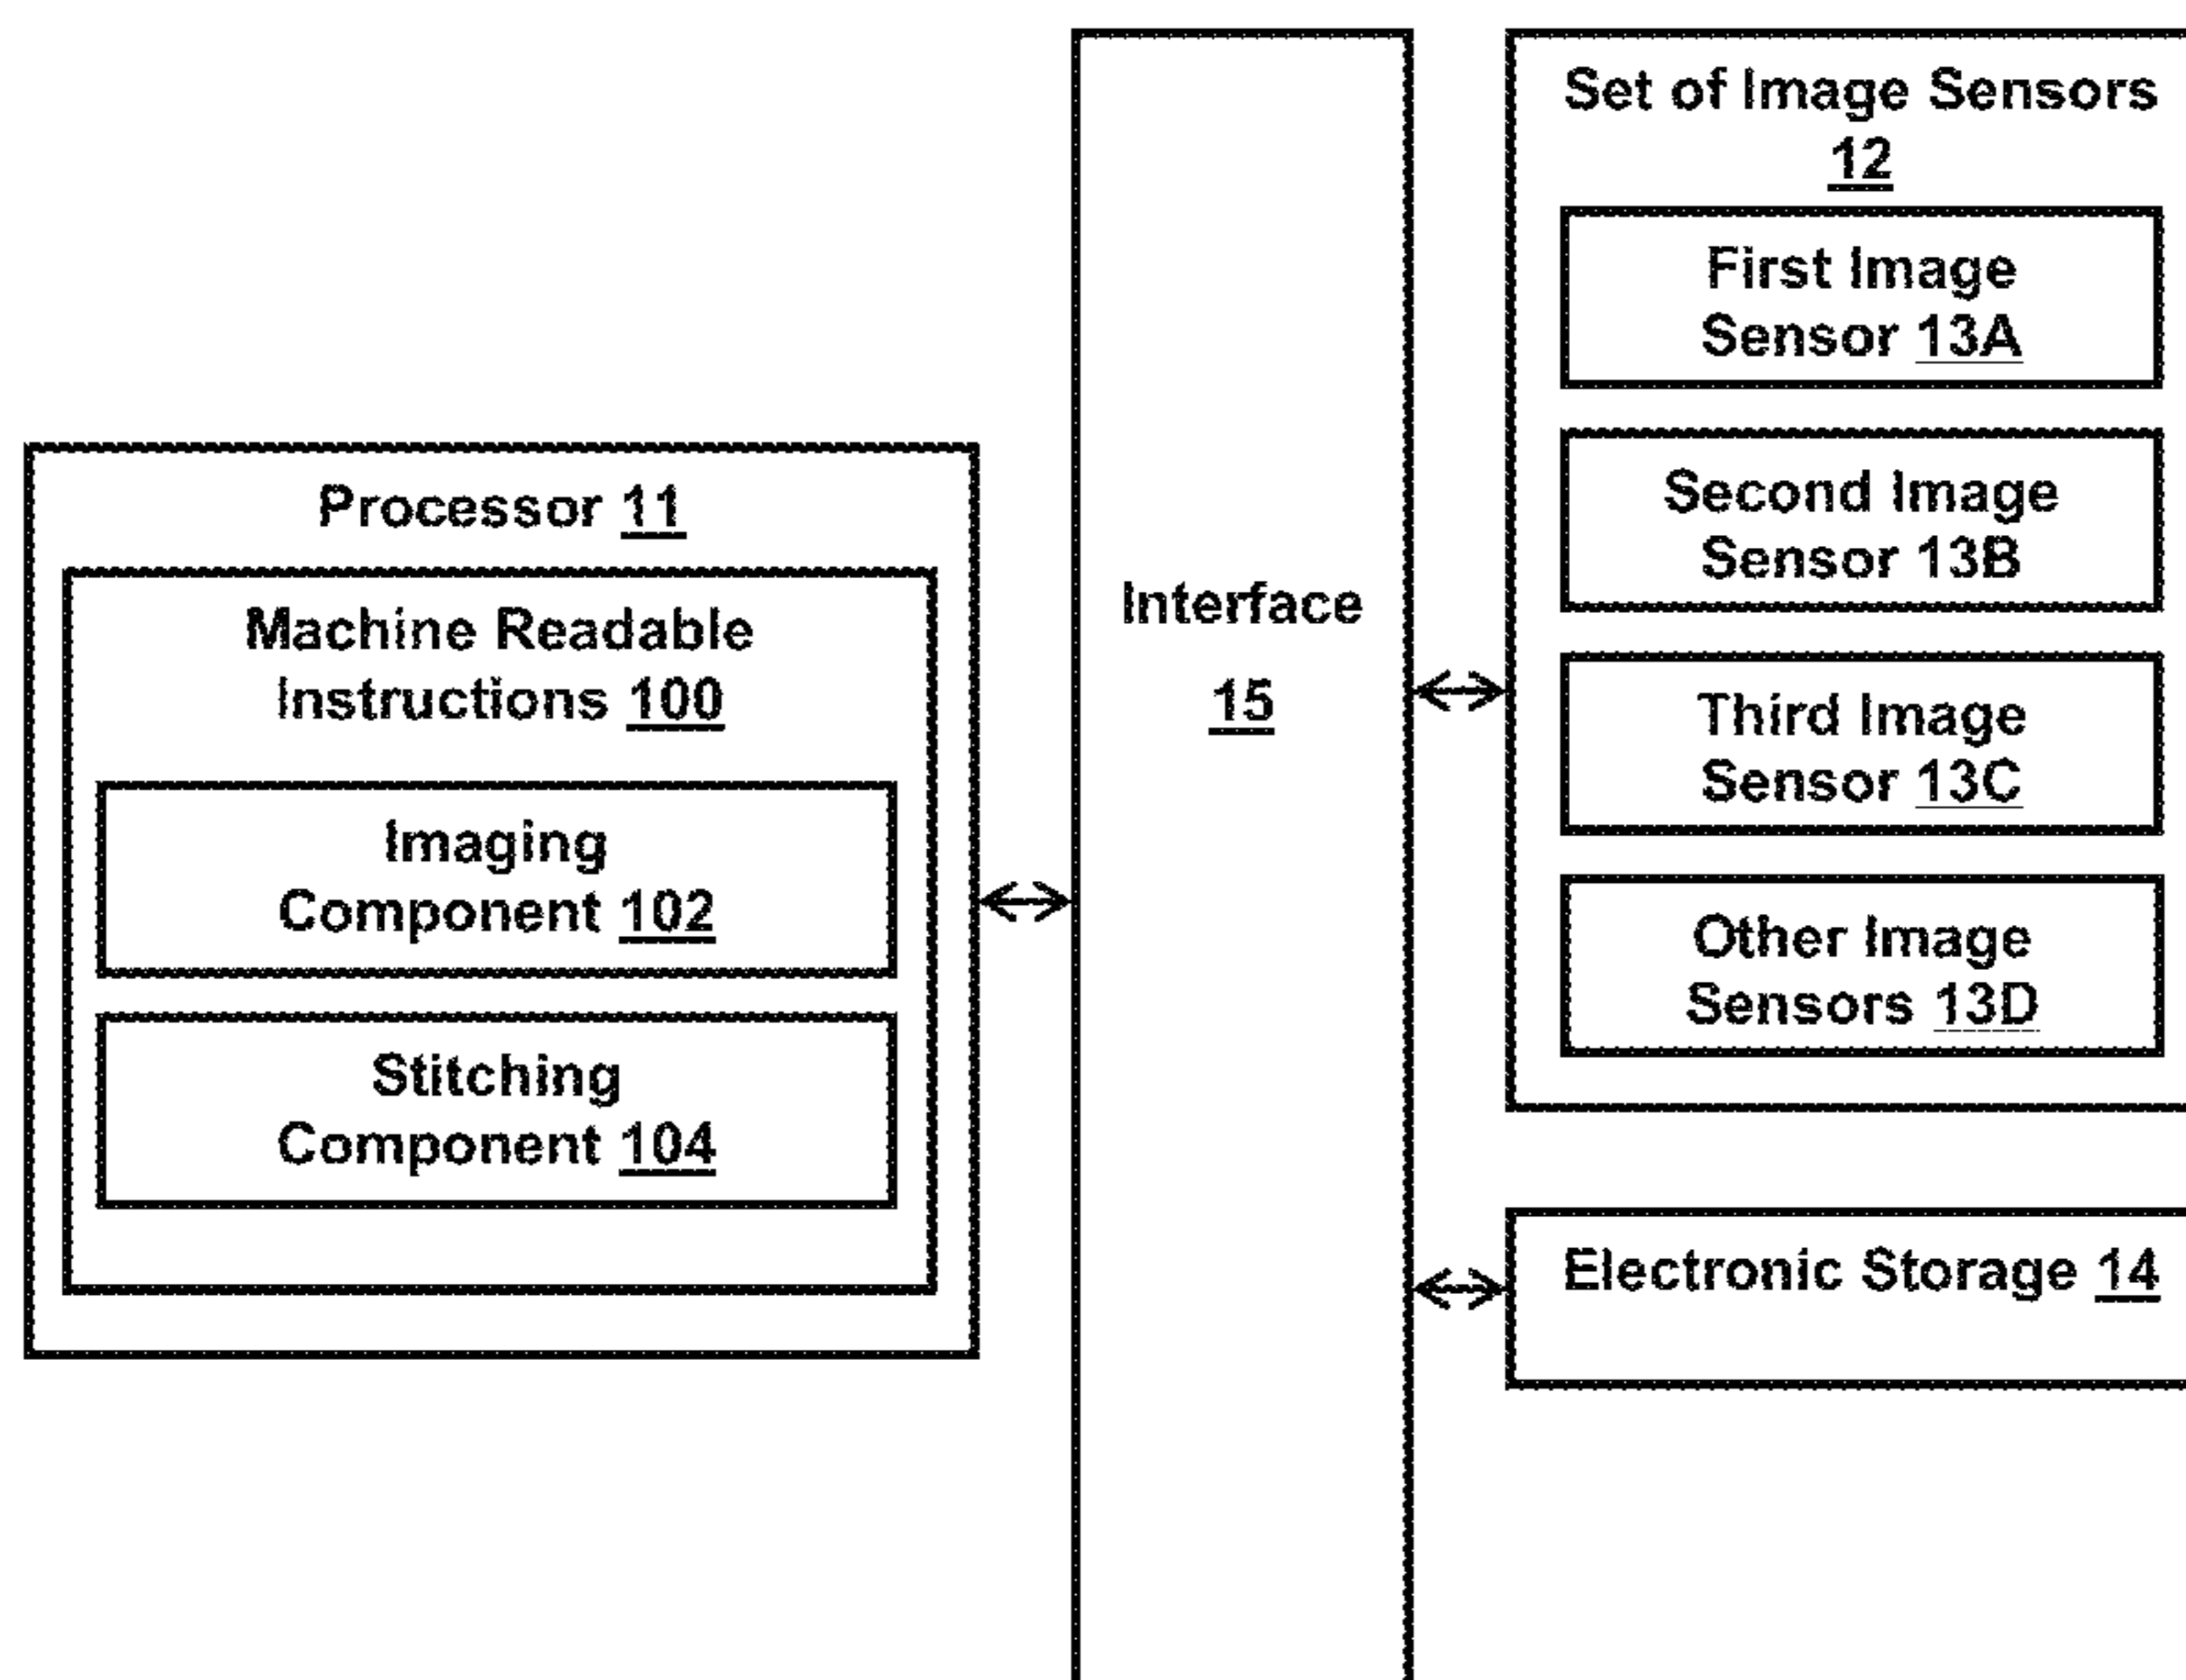 Processor 11
Machine Readable
Instructions 100
Imaging
Component 102
Stitching
Component 104
Interface
15
Set of Image Sensors
12
First Image
Sensor 13A
Second Image
Sensor 13B
Third Image
Sensor 13C
Other Image
Sensors 13D
Electronic Storage 14